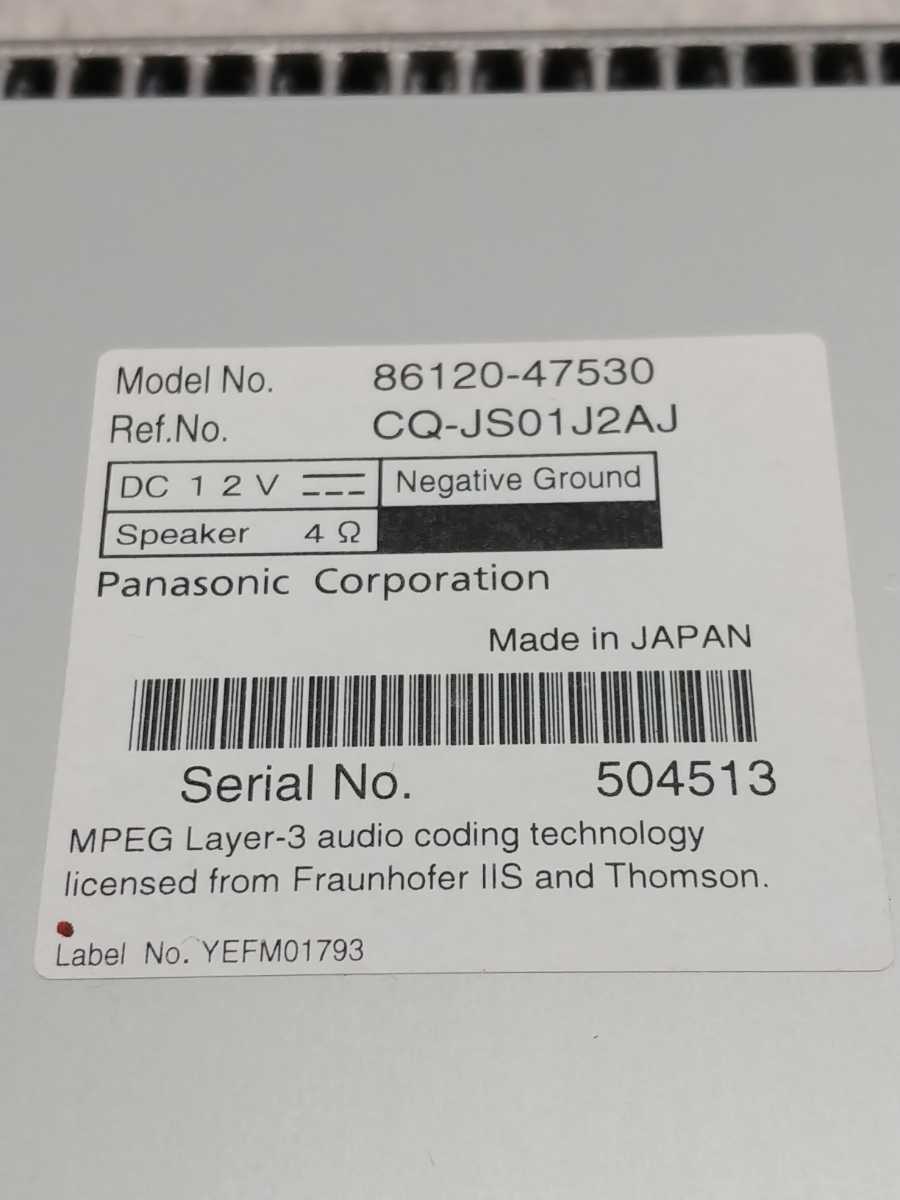 Model No. 86120-47530
Ref.No. CQ-JS01J2AJ
DC 12V Negative Ground
Speaker 4Ω
Panasonic Corporation
Made in JAPAN
Serial No. 504513
MPEG Layer-3 audio coding technology
licensed from Fraunhofer IIS and Thomson.
Label No. YEFM01793